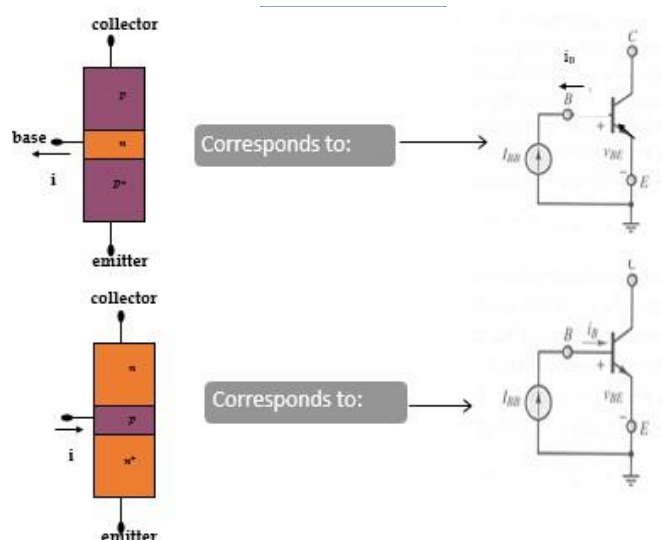 collector
p
base
n
i
p+
emitter
Corresponds to:
C
iB
B
+
VBE
IBB
-
E
collector
n
p
i
n+
emitter
Corresponds to:
C
B
iB
+
VBE
IBB
-
E